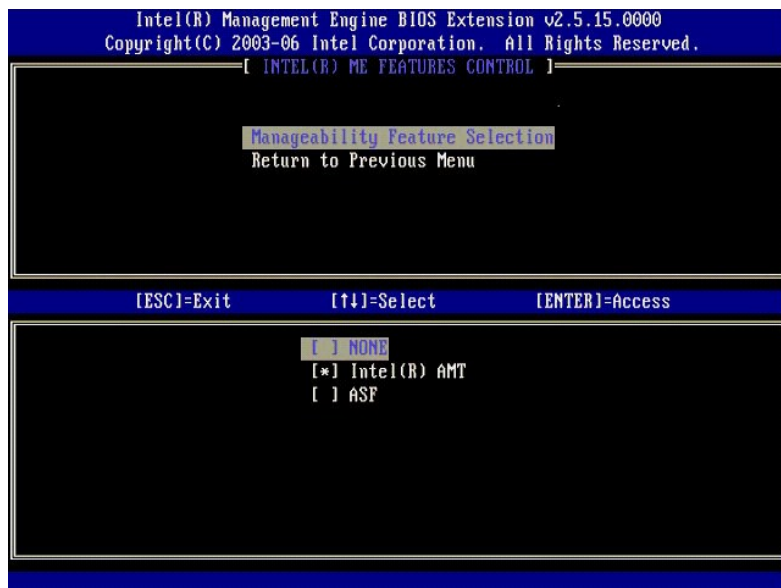 Intel(R) Management Engine BIOS Extension v2.5.15.0000
Copyright(C) 2003-06 Intel Corporation. All Rights Reserved.
[ INTEL(R) ME FEATURES CONTROL ]
Manageability Feature Selection
Return to Previous Menu
[ESC]=Exit [↑↓]=Select [ENTER]=Access
[ ] NONE
[*] Intel(R) AMT
[ ] ASF